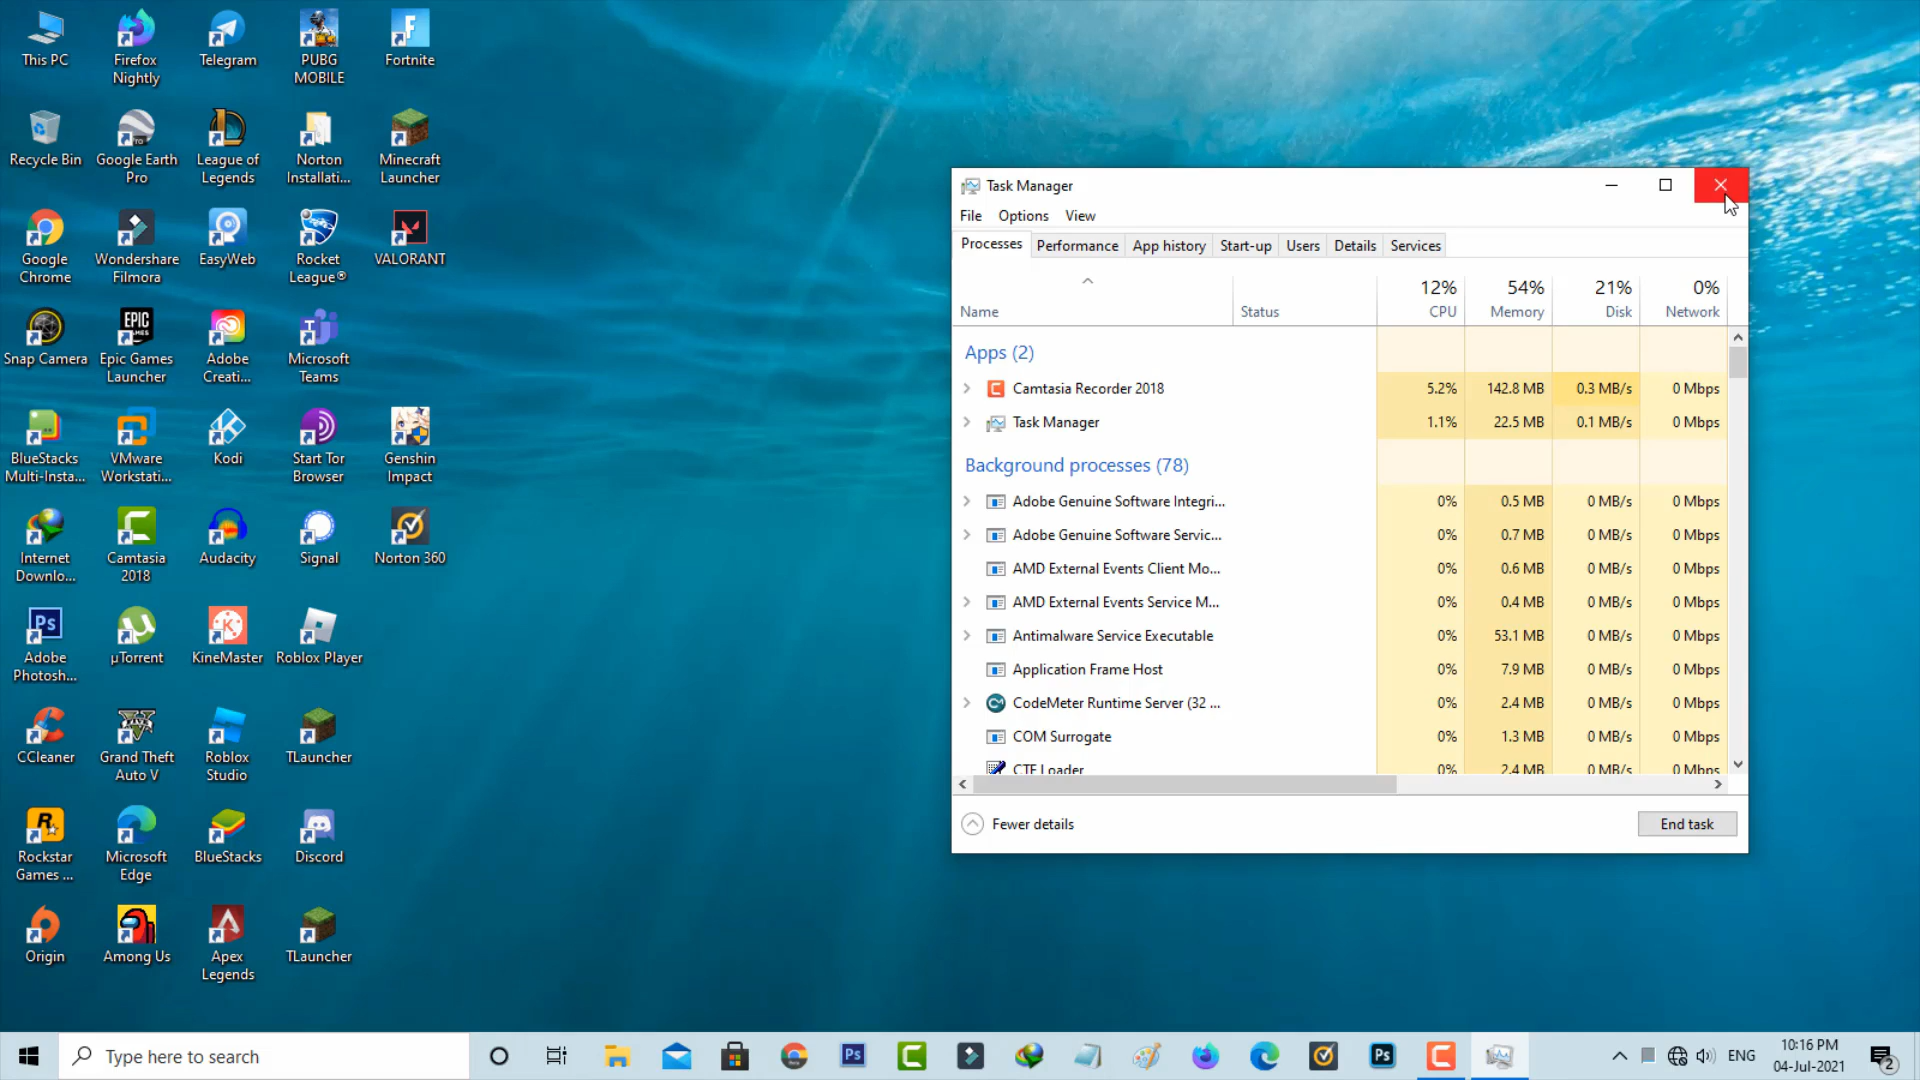 This PC
Firefox
Nightly
Telegram
PUBG
MOBILE
Fortnite
Recycle Bin
Google Earth
Pro
League of
Legends
Norton
Installati...
Minecraft
Launcher
Google
Chrome
Wondershare
Filmora
EasyWeb
Rocket
League®
VALORANT
Snap Camera
Epic Games
Launcher
Adobe
Creati...
Microsoft
Teams
BlueStacks
Multi-Insta...
VMware
Workstati...
Kodi
Start Tor
Browser
Genshin
Impact
Internet
Downlo...
Camtasia
2018
Audacity
Signal
Norton 360
Adobe
Photosh...
µTorrent
KineMaster
Roblox Player
CCleaner
Grand Theft
Auto V
Roblox
Studio
TLauncher
Rockstar
Games ...
Microsoft
Edge
BlueStacks
Discord
Origin
Among Us
Apex
Legends
TLauncher
Task Manager
File Options View
Processes Performance App history Start-up Users Details Services
12% 54% 21% 0%
Name Status CPU Memory Disk Network
Apps (2)
Camtasia Recorder 2018 5.2% 142.8 MB 0.3 MB/s 0 Mbps
Task Manager 1.1% 22.5 MB 0.1 MB/s 0 Mbps
Background processes (78)
Adobe Genuine Software Integri... 0% 0.5 MB 0 MB/s 0 Mbps
Adobe Genuine Software Servic... 0% 0.7 MB 0 MB/s 0 Mbps
AMD External Events Client Mo... 0% 0.6 MB 0 MB/s 0 Mbps
AMD External Events Service M... 0% 0.4 MB 0 MB/s 0 Mbps
Antimalware Service Executable 0% 53.1 MB 0 MB/s 0 Mbps
Application Frame Host 0% 7.9 MB 0 MB/s 0 Mbps
CodeMeter Runtime Server (32 ... 0% 2.4 MB 0 MB/s 0 Mbps
COM Surrogate 0% 1.3 MB 0 MB/s 0 Mbps
CTF Loader 0% 2.4 MB 0 MB/s 0 Mbps
Fewer details End task
Type here to search
ENG
10:16 PM
04-Jul-2021
2